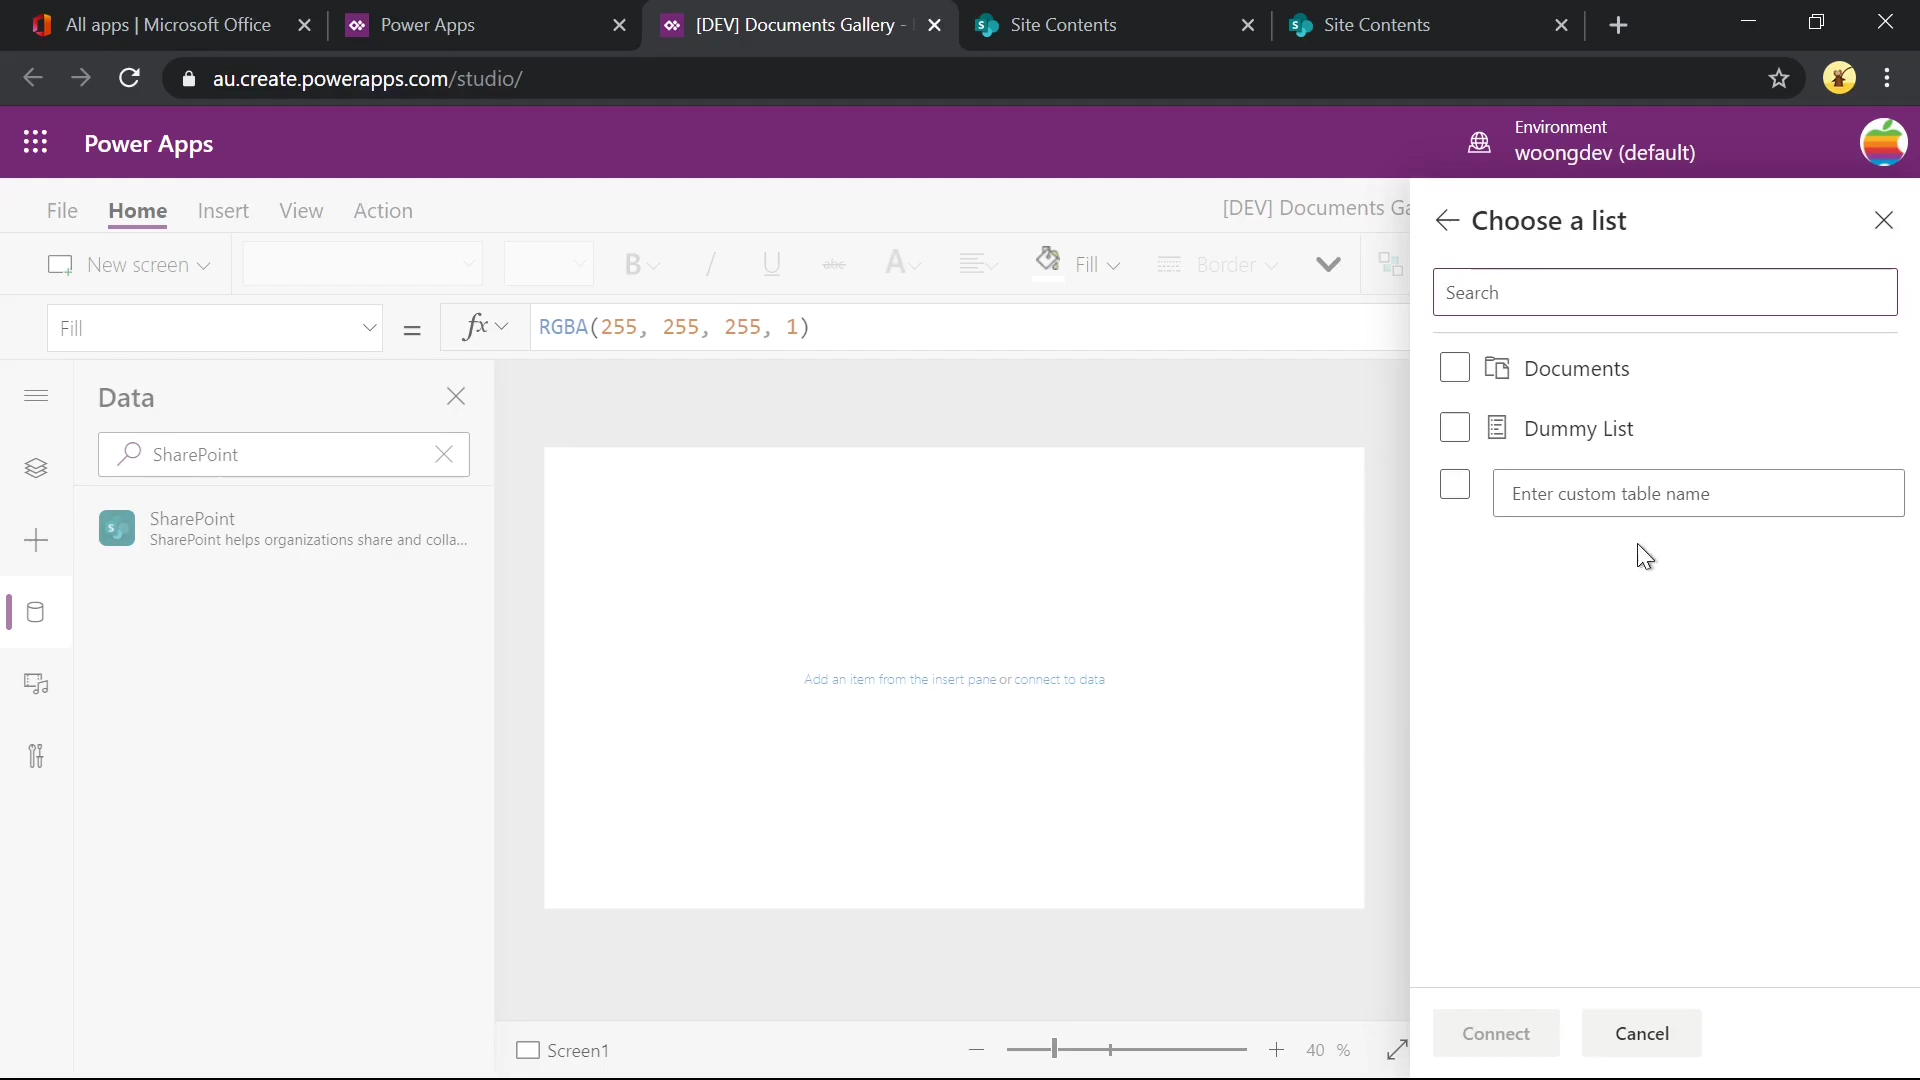 All apps | Microsoft Office
Power Apps
[DEV] Documents Gallery -
Site Contents
Site Contents
au.create.powerapps.com/studio/
Power Apps
Environment
woongdev (default)
File
Home
Insert
View
Action
[DEV] Documents Ga
New screen
B
/
U
abc
A
Fill
Border
Fill
=
fx
RGBA(255, 255, 255, 1)
Data
SharePoint
SharePoint
SharePoint helps organizations share and colla...
Add an item from the insert pane or connect to data
Screen1
40 %
Choose a list
Search
Documents
Dummy List
Enter custom table name
Connect
Cancel